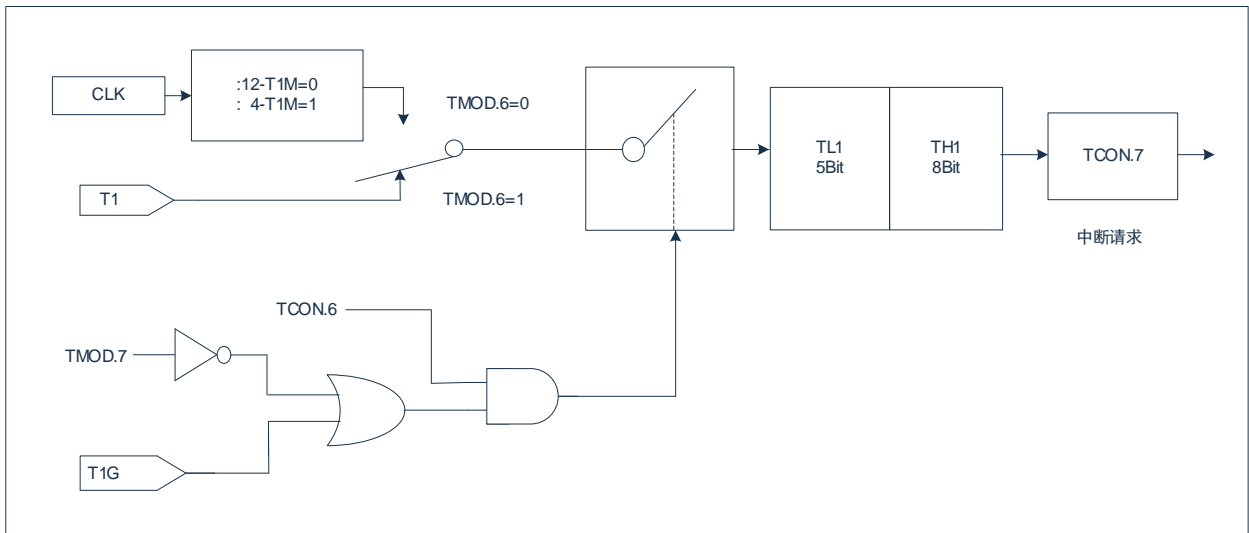 CLK
:12-T1M=0
: 4-T1M=1
TMOD.6=0
T1
TMOD.6=1
TL1
5Bit
TH1
8Bit
TCON.7
中断请求
TCON.6
TMOD.7
T1G